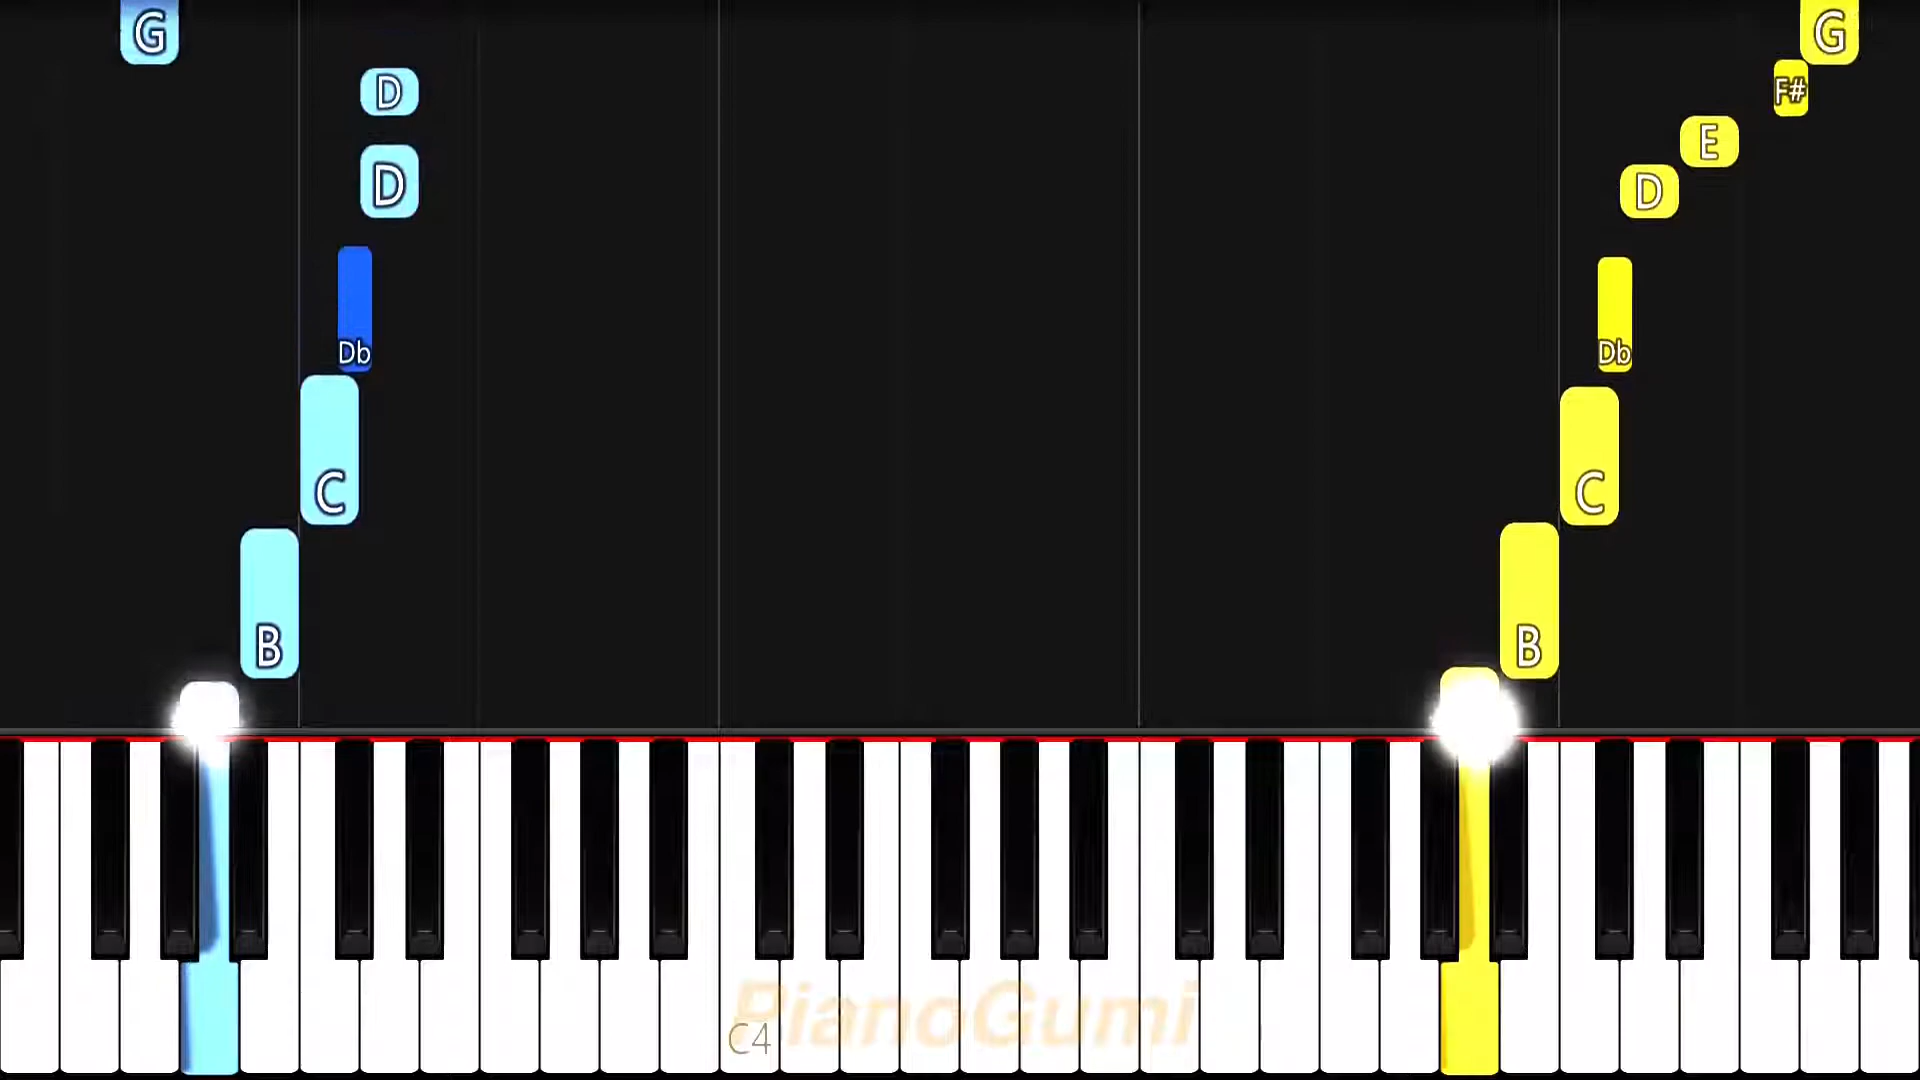 G G
D F#
E
D D
Db Db
C C
B B
PianoGumi
C4